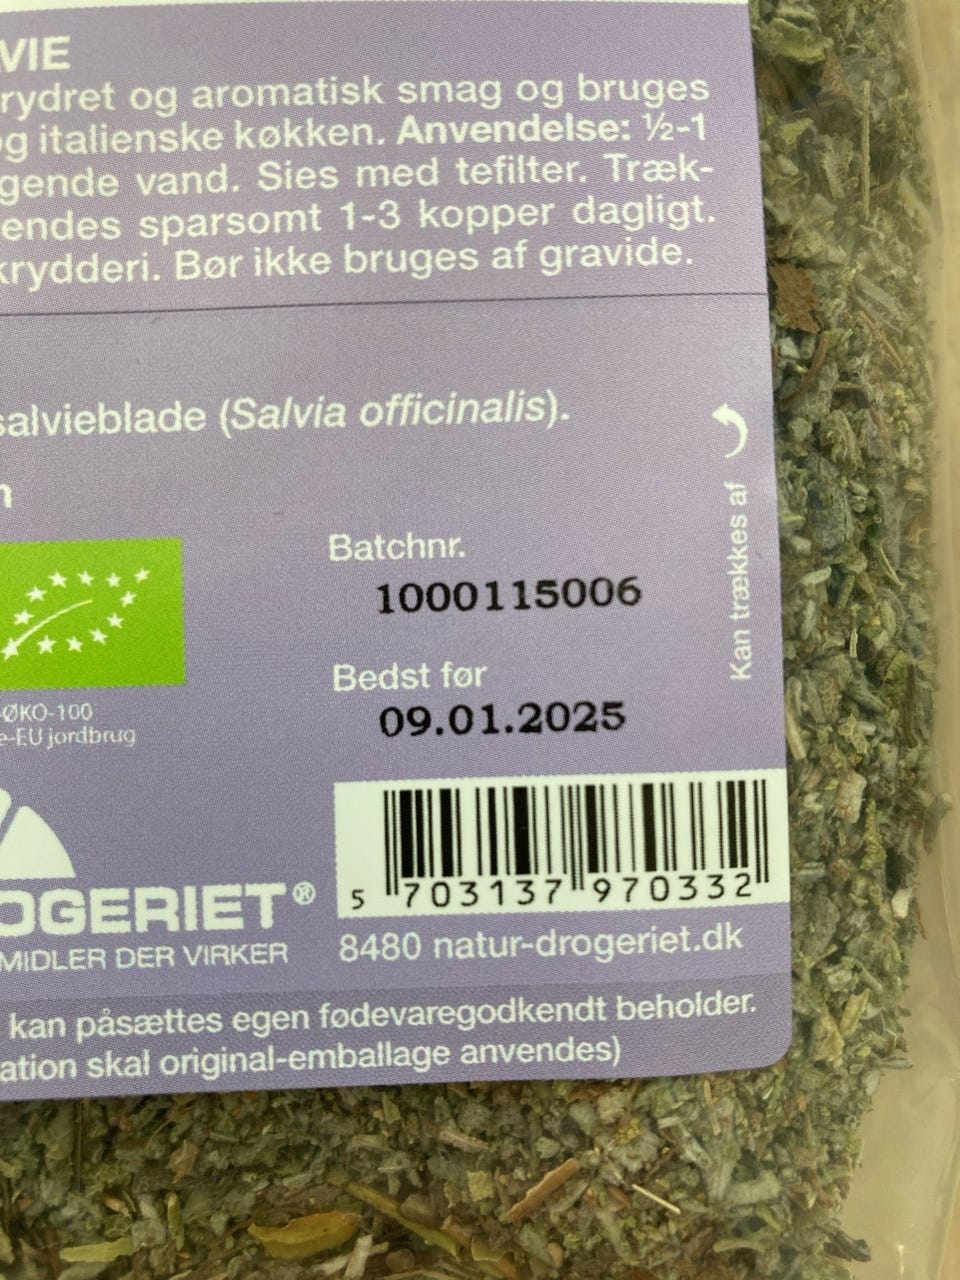 VIE
rydret og aromatisk smag og bruges
g italienske køkken. Anvendelse: ½-1
gende vand. Sies med tefilter. Træk-
endes sparsomt 1-3 kopper dagligt.
krydderi. Bør ikke bruges af gravide.
salvieblade (Salvia officinalis).
n
Kan trækkes af
Batchnr.
1000115006
Bedst før
09.01.2025
-ØKO-100
e-EU jordbrug
5 703137 970332
OGERIET®
MIDLER DER VIRKER
8480 natur-drogeriet.dk
kan påsættes egen fødevaregodkendt beholder.
ation skal original-emballage anvendes)